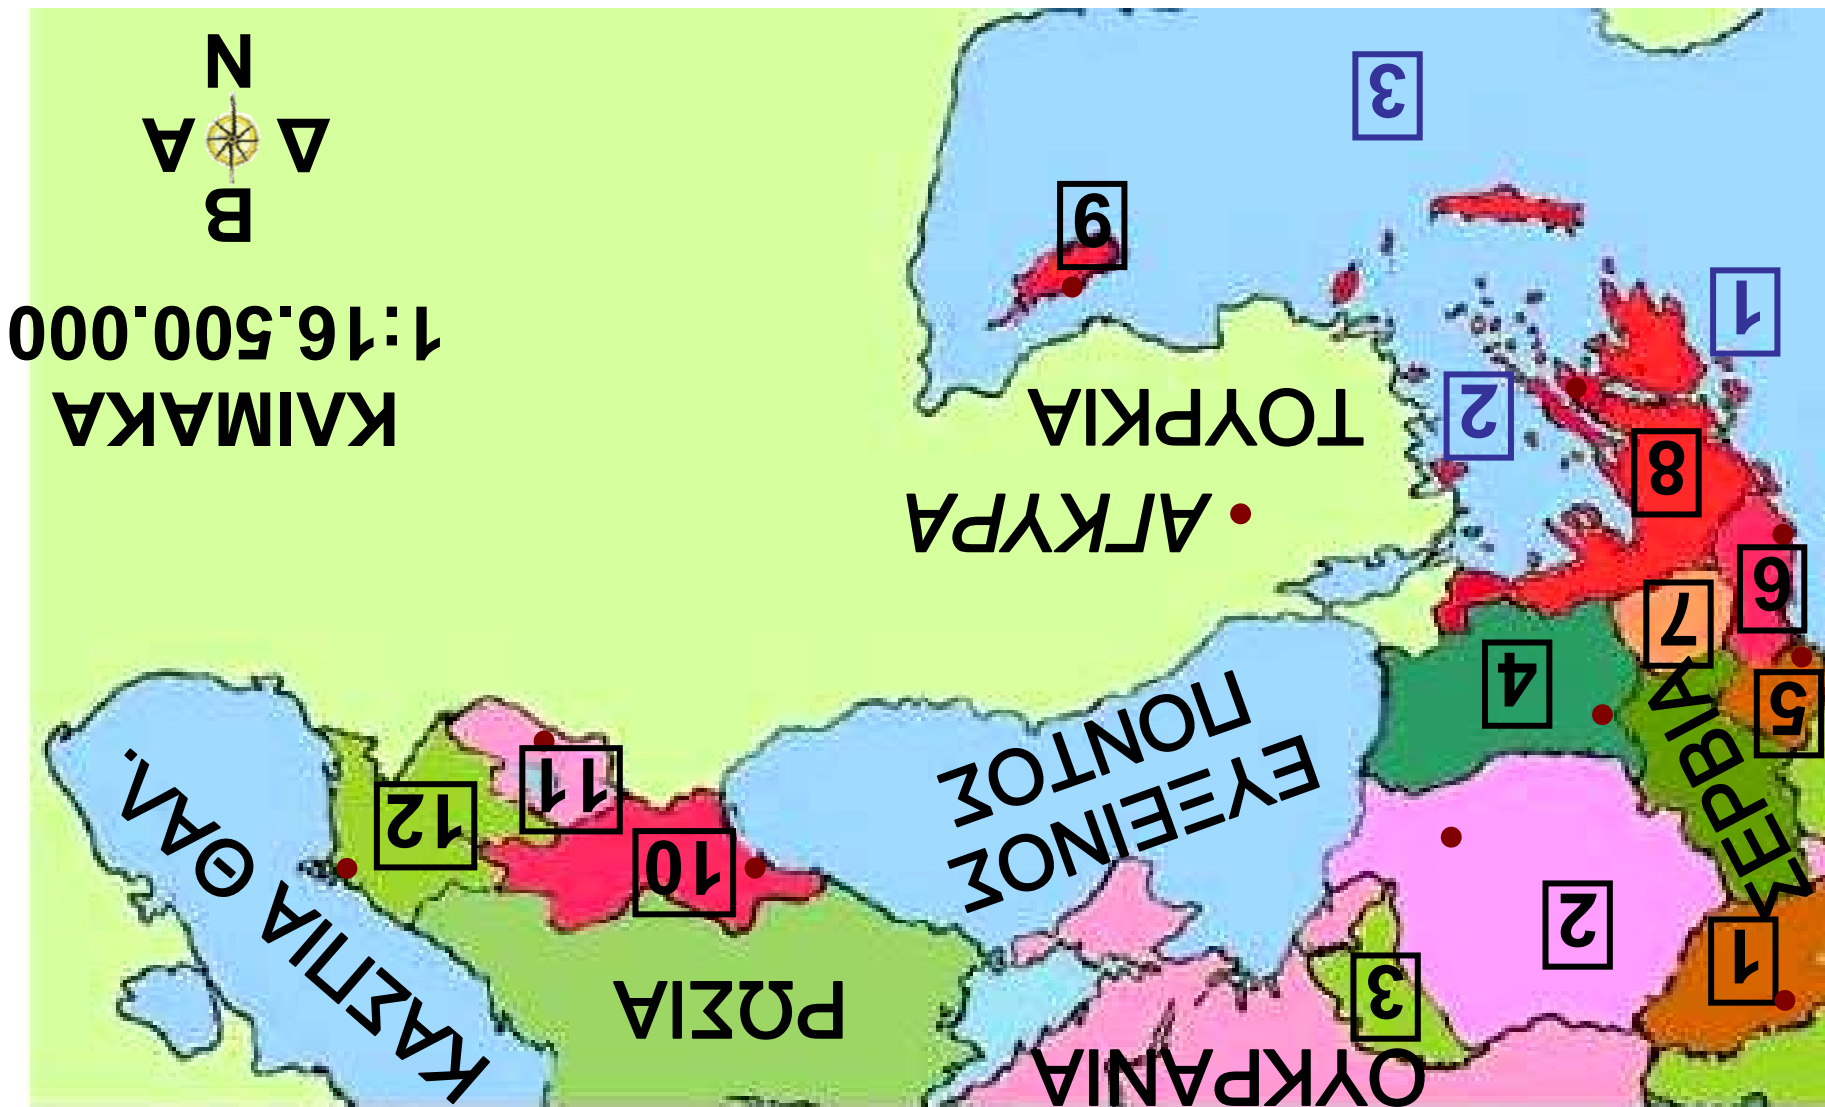 ΟΥΚΡΑΝΙΑ
ΡΩΣΙΑ
3
1
2
ΚΑΣΠΙΑ ΘΑΛ.
ΣΕΡΒΙΑ
ΕΥΞΕΙΝΟΣ
ΠΟΝΤΟΣ
10
12
11
5
4
7
6
ΑΓΚΥΡΑ
8
ΤΟΥΡΚΙΑ
2
ΚΛΙΜΑΚΑ
1:16.500.000
1
9
Β
Δ Α
Ν
3